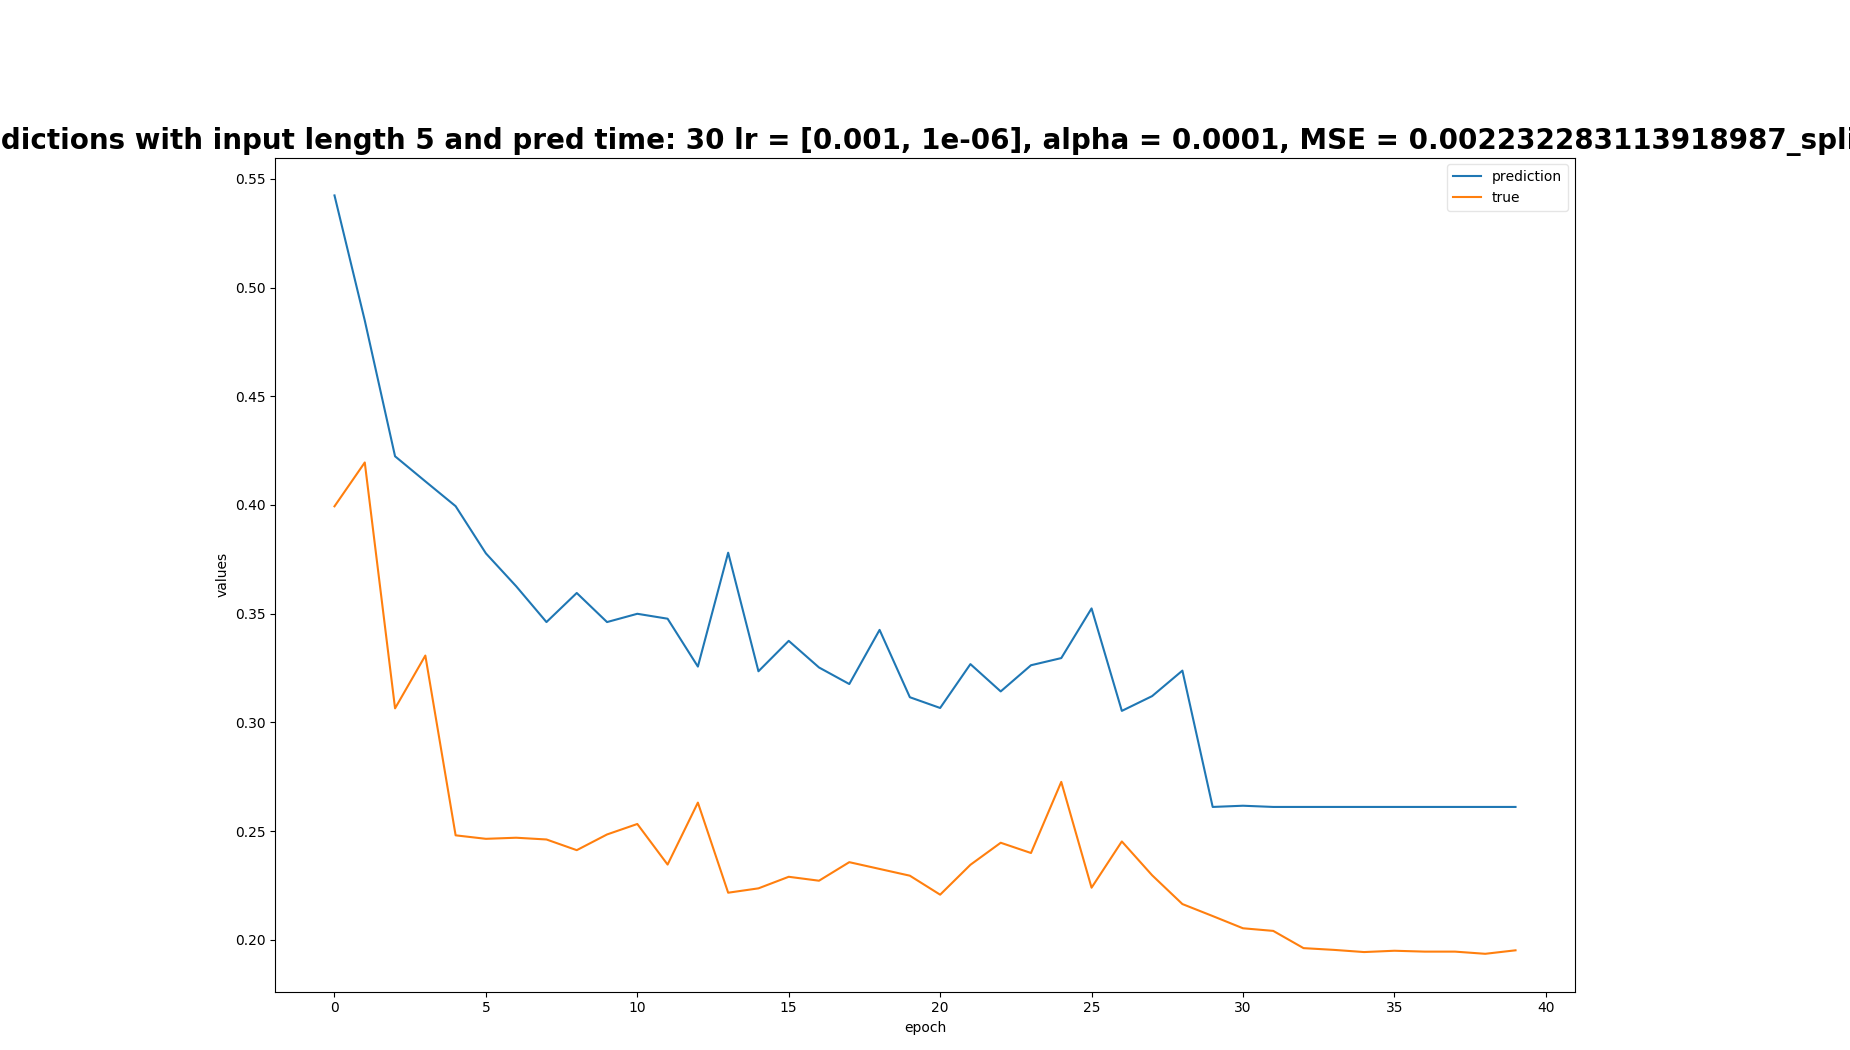 dictions with input length 5 and pred time: 30 lr = [0.001, 1e-06], alpha = 0.0001, MSE = 0.002232283113918987_spli
prediction
true
0.55
0.50
0.45
0.40
0.35
0.30
0.25
0.20
values
0 5 10 15 20 25 30 35 40
epoch